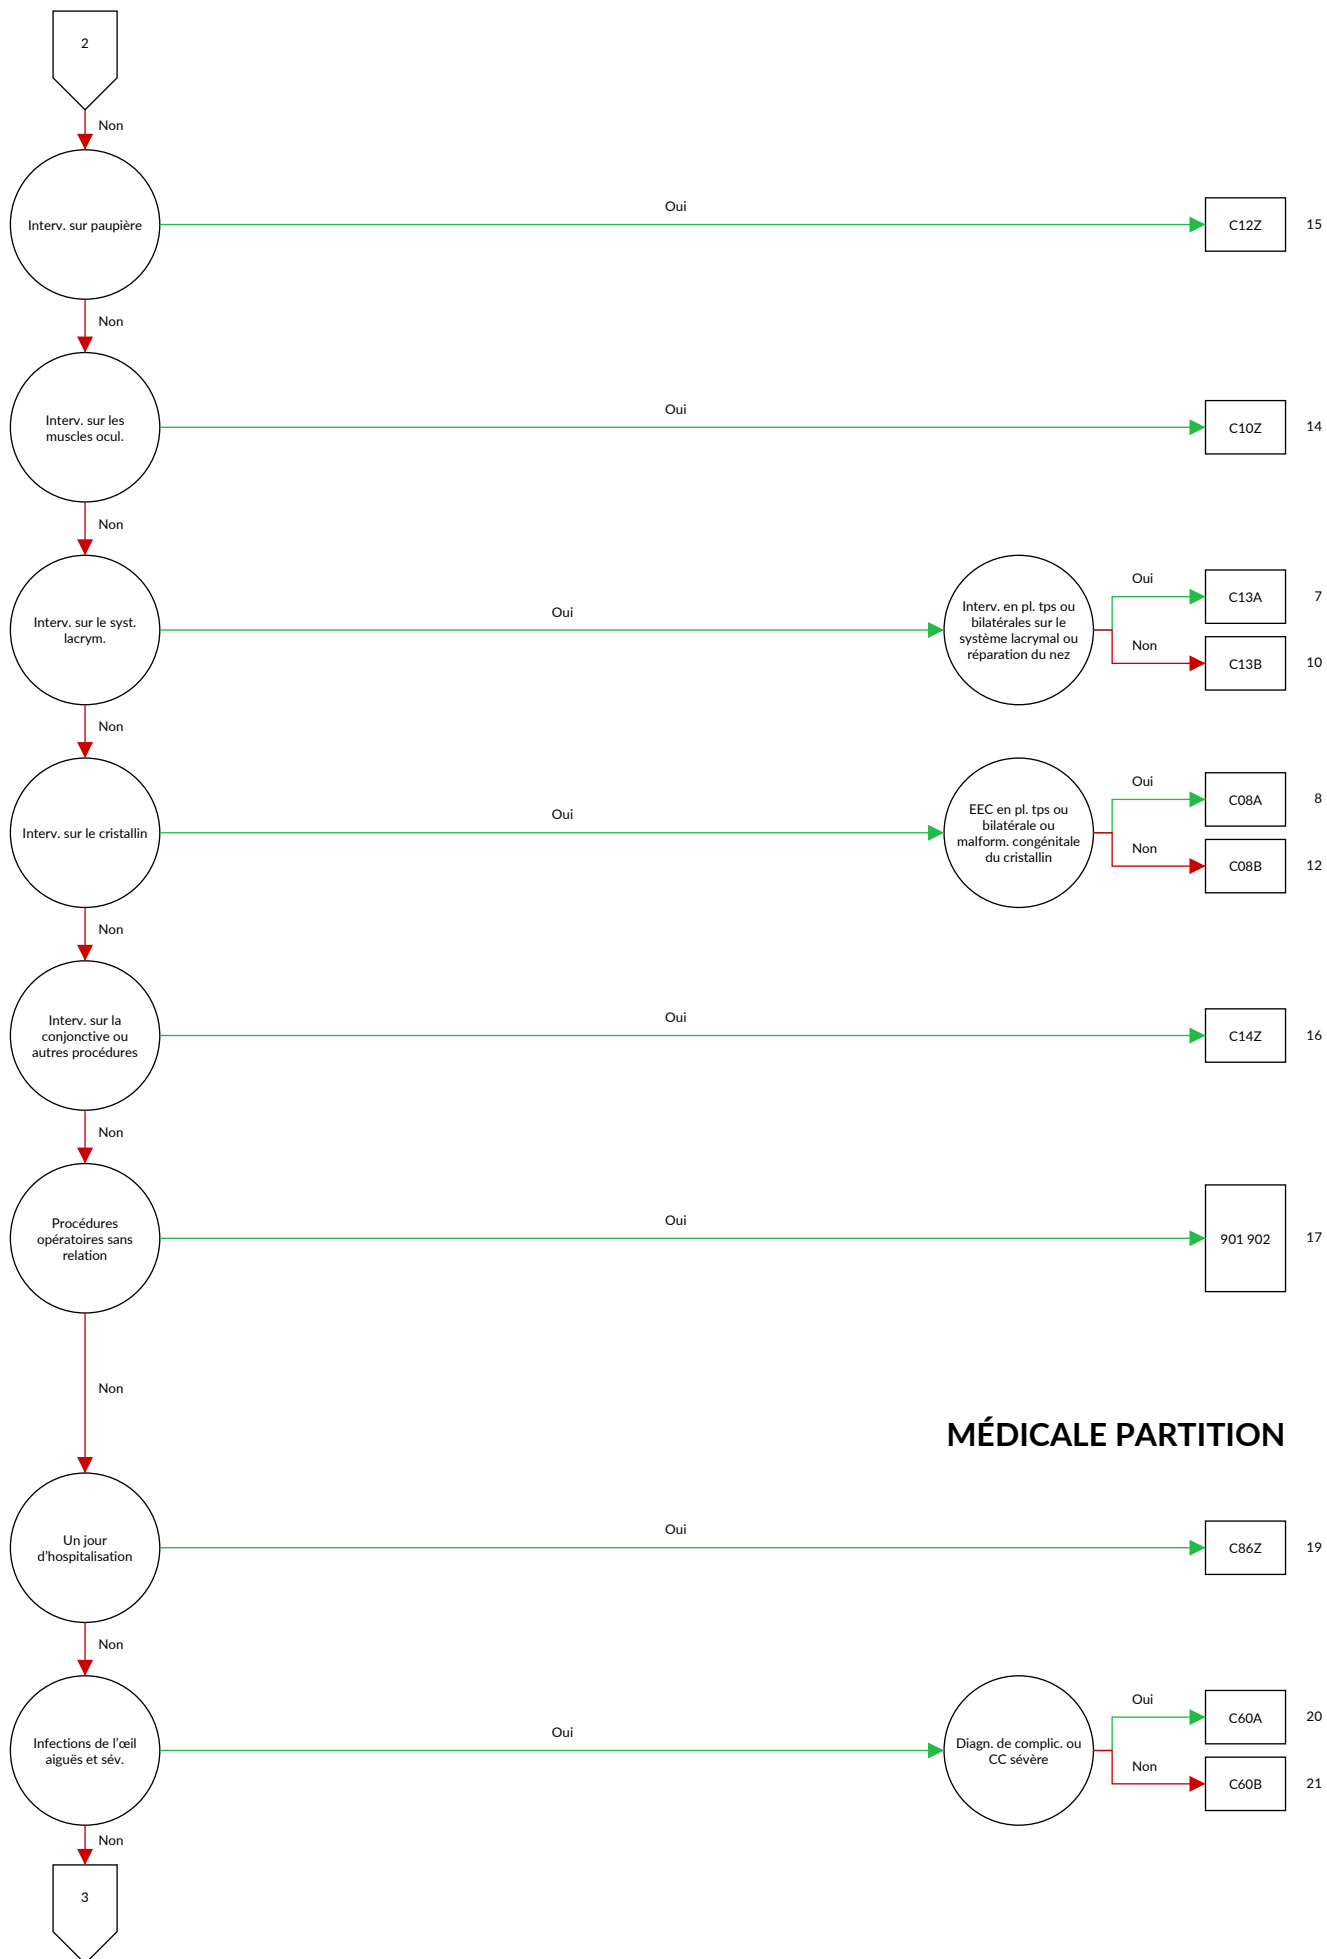 2
Non
Interv. sur paupière
Oui
C12Z
15
Non
Interv. sur les
muscles ocul.
Oui
C10Z
14
Non
Interv. sur le syst.
lacrym.
Oui
Interv. en pl. tps ou
bilatérales sur le
système lacrymal ou
réparation du nez
Oui
C13A
7
Non
C13B
10
Non
Interv. sur le cristallin
Oui
EEC en pl. tps ou
bilatérale ou
malform. congénitale
du cristallin
Oui
C08A
8
Non
C08B
12
Non
Interv. sur la
conjonctive ou
autres procédures
Oui
C14Z
16
Non
Procédures
opératoires sans
relation
Oui
901 902
17
Non
MÉDICALE PARTITION
Un jour
d'hospitalisation
Oui
C86Z
19
Non
Infections de l'œil
aiguës et sév.
Oui
Diagn. de complic. ou
CC sévère
Oui
C60A
20
Non
C60B
21
Non
3